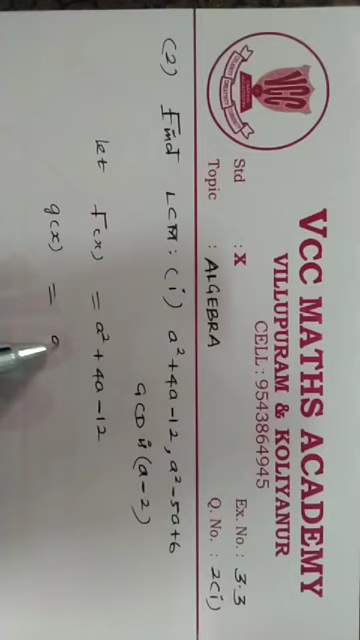 VCC MATHS ACADEMY
VILLUPURAM & KOLIYANUR
CELL : 9543864945
VCC
Std : X
Ex. No. : 3.3
Topic : ALGEBRA
Q. No. : 2(i)
(2) Find LCM : (i) a²+4a-12, a²-5a+6
GCD is (a-2)
let f(x) = a²+4a-12
g(x) = a